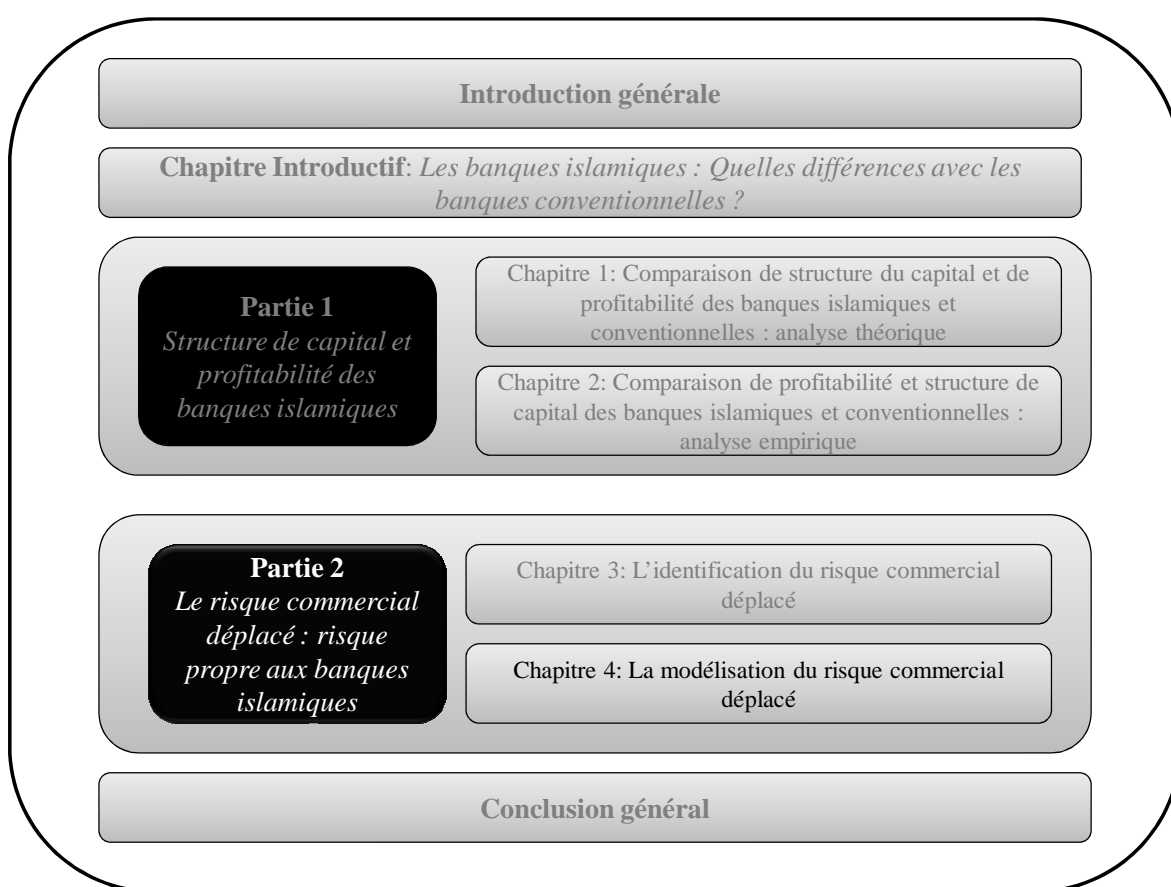 Introduction générale
Chapitre Introductif: Les banques islamiques : Quelles différences avec les
banques conventionnelles ?
Partie 1
Structure de capital et
profitabilité des
banques islamiques
Chapitre 1: Comparaison de structure du capital et de
profitabilité des banques islamiques et
conventionnelles : analyse théorique
Chapitre 2: Comparaison de profitabilité et structure de
capital des banques islamiques et conventionnelles :
analyse empirique
Partie 2
Le risque commercial
déplacé : risque
propre aux banques
islamiques
Chapitre 3: L’identification du risque commercial
déplacé
Chapitre 4: La modélisation du risque commercial
déplacé
Conclusion général